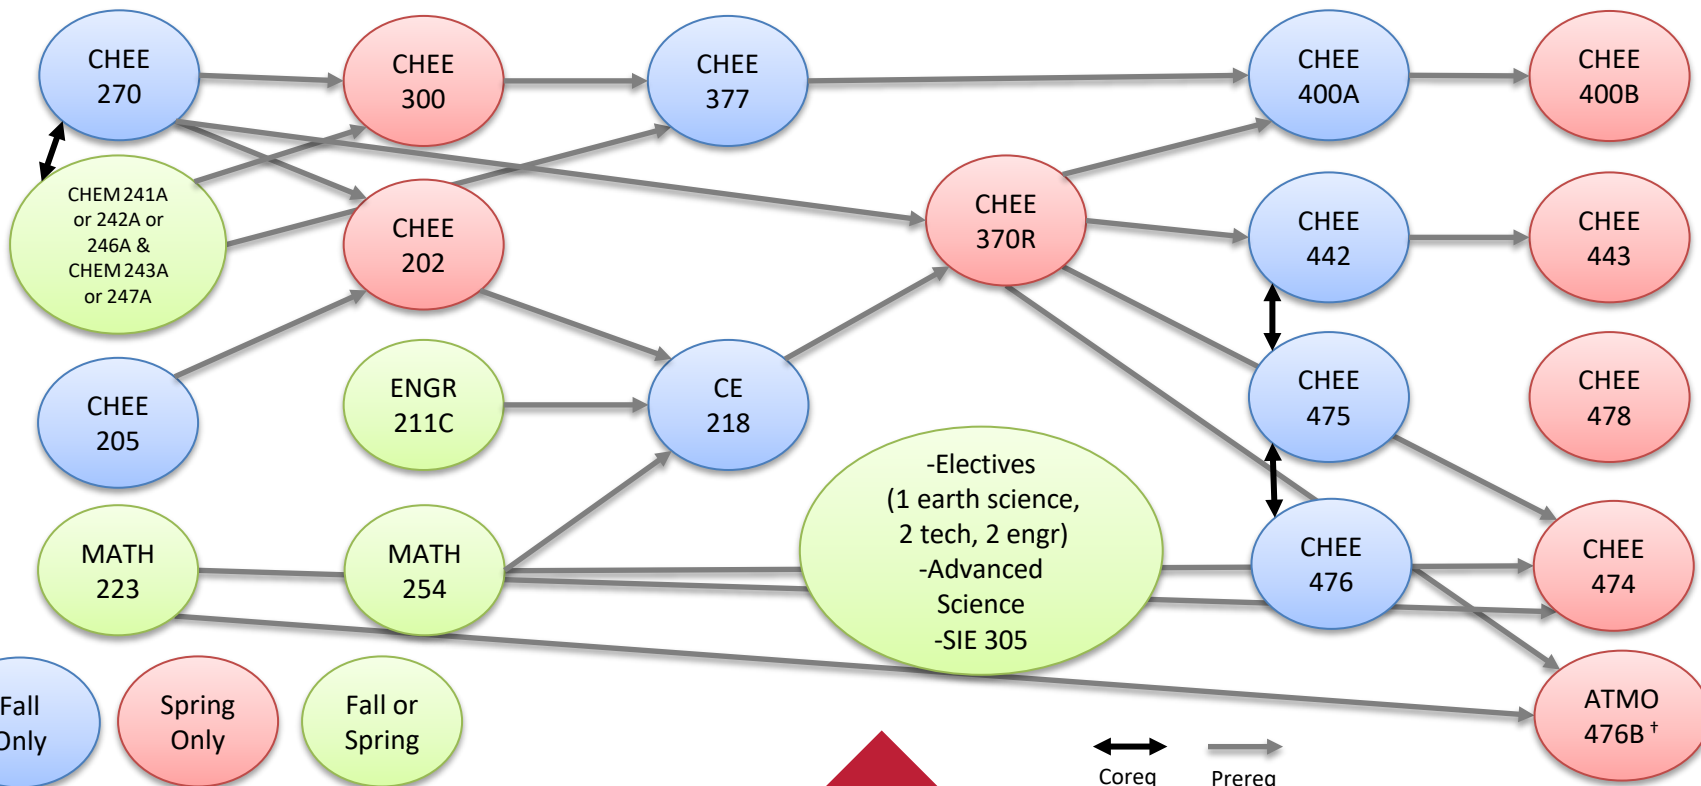 CHEE
270
CHEE
300
CHEE
377
CHEE
400A
CHEE
400B
CHEM 241A
or 242A or
246A &
CHEM 243A
or 247A
CHEE
202
CHEE
370R
CHEE
442
CHEE
443
CHEE
205
ENGR
211C
CE
218
CHEE
475
CHEE
478
MATH
223
MATH
254
-Electives
(1 earth science,
2 tech, 2 engr)
-Advanced
Science
-SIE 305
CHEE
476
CHEE
474
ATMO
476B †
Fall
Only
Spring
Only
Fall or
Spring
Coreq
Prereq